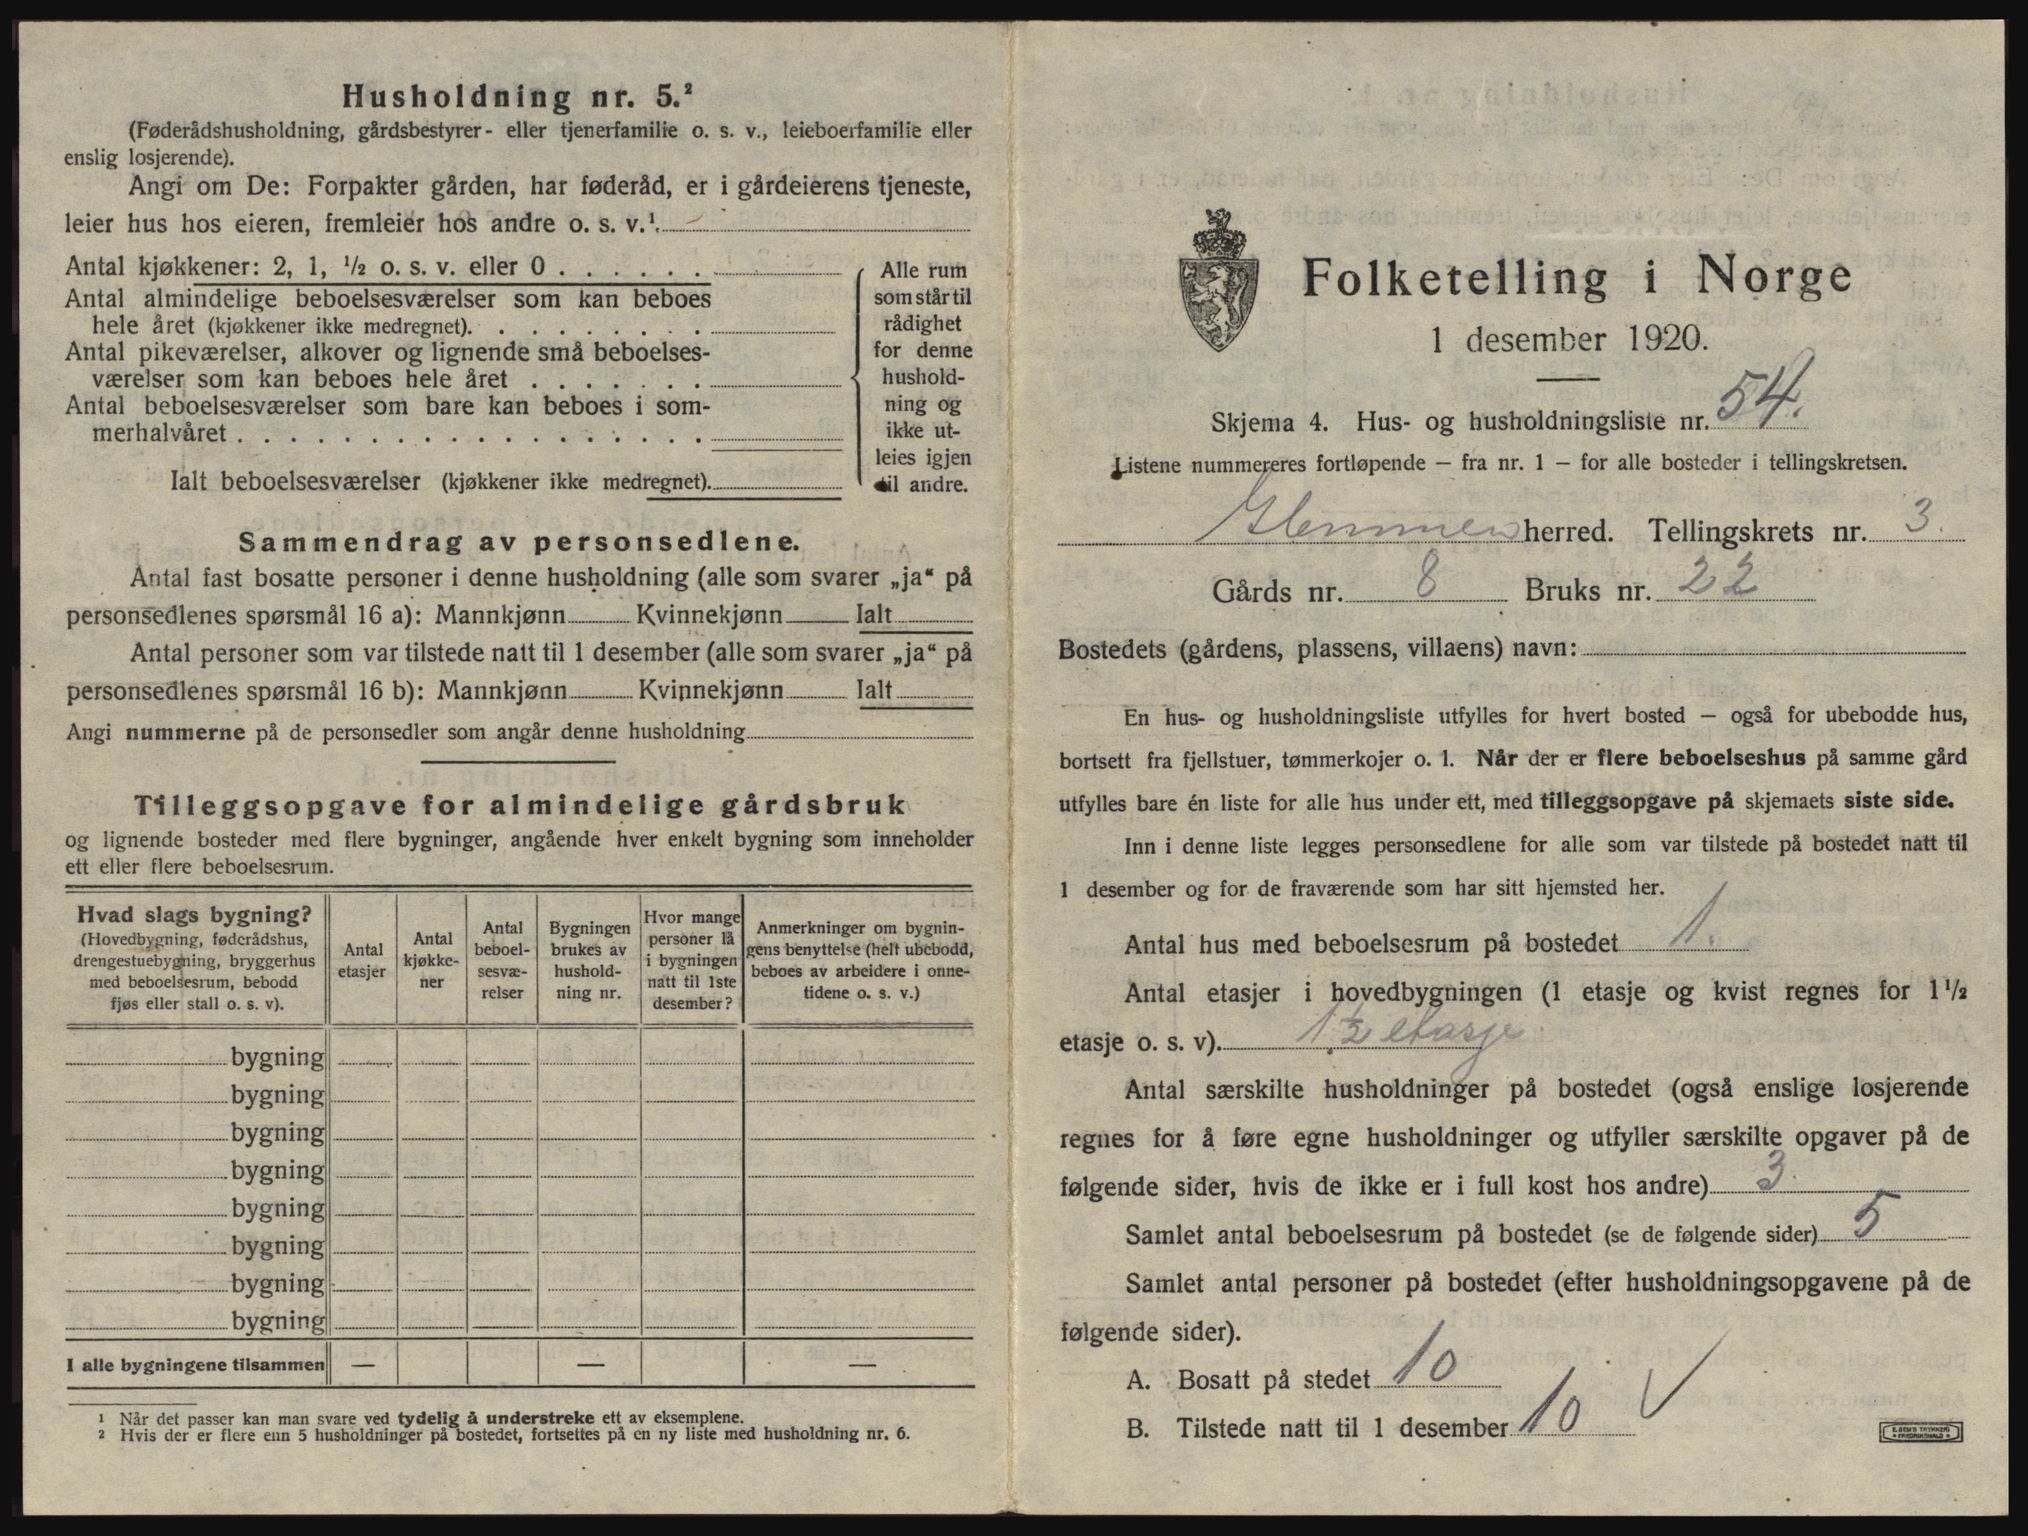 Husholdning nr. 5.²
(Føderådshusholdning, gårdsbestyrer- eller tjenerfamilie o. s. v., leieboerfamilie eller
enslig losjerende).
Angi om De: Forpakter gården, har føderåd, er i gårdeierens tjeneste,
leier hus hos eieren, fremleier hos andre o. s. v.¹.
Antal kjøkkener: 2, 1, ½ o. s. v. eller 0 . . . . . .
Antal almindelige beboelsesværelser som kan beboes
hele året (kjøkkener ikke medregnet). . . . . . . . .
Antal pikeværelser, alkover og lignende små beboelses-
værelser som kan beboes hele året . . . . . . .
Antal beboelsesværelser som bare kan beboes i som-
merhalvåret . . . . . . . . . . . . . . . . . .
Ialt beboelsesværelser (kjøkkener ikke medregnet).
Alle rum
som står til
rådighet
for denne
hushold-
ning og
ikke ut-
leies igjen
til andre.
Sammendrag av personsedlene.
Antal fast bosatte personer i denne husholdning (alle som svarer „ja“ på
personsedlenes spørsmål 16 a): Mannkjønn Kvinnekjønn Ialt
Antal personer som var tilstede natt til 1 desember (alle som svarer „ja“ på
personsedlenes spørsmål 16 b): Mannkjønn Kvinnekjønn Ialt
Angi nummerne på de personsedler som angår denne husholdning
Tilleggsopgave for almindelige gårdsbruk
og lignende bosteder med flere bygninger, angående hver enkelt bygning som inneholder
ett eller flere beboelsesrum.
Hvad slags bygning?
(Hovedbygning, føderådshus,
drengestuebygning, bryggerhus
med beboelsesrum, bebodd
fjøs eller stall o. s. v).
Antal
etasjer
Antal
kjøkke-
ner
Antal
beboel-
sesvæ-
relser
Bygningen
brukes av
hushold-
ning nr.
Hvor mange
personer lå
i bygningen
natt til 1ste
desember?
Anmerkninger om bygnin-
gens benyttelse (helt ubebodd,
beboes av arbeidere i onne-
tidene o. s. v.)
bygning
bygning
bygning
bygning
bygning
bygning
bygning
bygning
I alle bygningene tilsammen — — —
¹ Når det passer kan man svare ved tydelig å understreke ett av eksemplene.
² Hvis der er flere enn 5 husholdninger på bostedet, fortsettes på en ny liste med husholdning nr. 6.
Folketelling i Norge
1 desember 1920.
Skjema 4. Hus- og husholdningsliste nr. 54.
Listene nummereres fortløpende — fra nr. 1 — for alle bosteder i tellingskretsen.
Glemmen herred. Tellingskrets nr. 3.
Gårds nr. 8 Bruks nr. 22
Bostedets (gårdens, plassens, villaens) navn:
En hus- og husholdningsliste utfylles for hvert bosted — også for ubebodde hus,
bortsett fra fjellstuer, tømmerkojer o. l. Når der er flere beboelseshus på samme gård
utfylles bare én liste for alle hus under ett, med tilleggsopgave på skjemaets siste side.
Inn i denne liste legges personsedlene for alle som var tilstede på bostedet natt til
1 desember og for de fraværende som har sitt hjemsted her.
Antal hus med beboelsesrum på bostedet 1.
Antal etasjer i hovedbygningen (1 etasje og kvist regnes for 1½
etasje o. s. v). 1½ etasje
Antal særskilte husholdninger på bostedet (også enslige losjerende
regnes for å føre egne husholdninger og utfyller særskilte opgaver på de
følgende sider, hvis de ikke er i full kost hos andre) 3.
Samlet antal beboelsesrum på bostedet (se de følgende sider) 5
Samlet antal personer på bostedet (efter husholdningsopgavene på de
følgende sider).
A. Bosatt på stedet 10
B. Tilstede natt til 1 desember 10 ✓
E. SEM'S TRYKKERI
FREDRIKSHALD